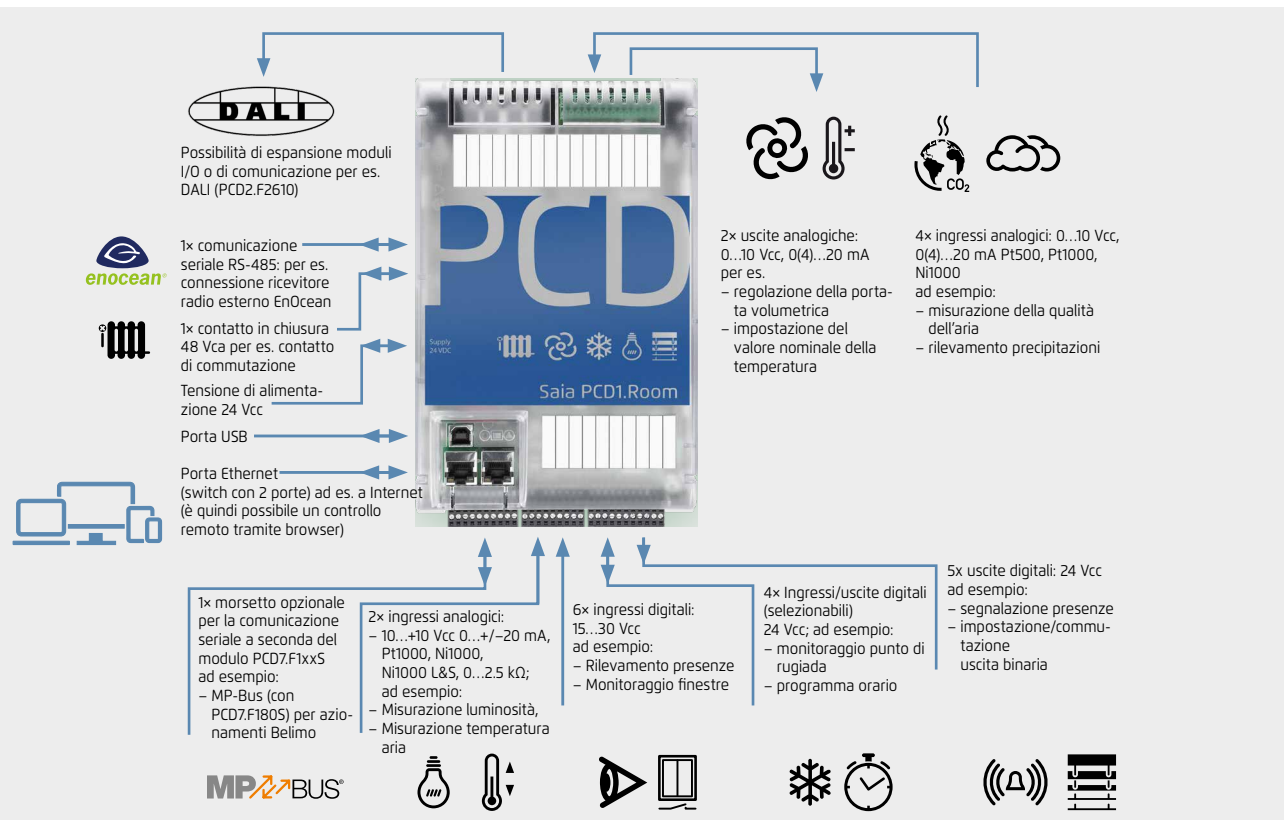 DALI
Possibilità di espansione moduli
I/O o di comunicazione per es.
DALI (PCD2.F2610)
enocean®
1× comunicazione
seriale RS-485: per es.
connessione ricevitore
radio esterno EnOcean
1× contatto in chiusura
48 Vca per es. contatto
di commutazione
Tensione di alimenta-
zione 24 Vcc
Porta USB
Porta Ethernet
(switch con 2 porte) ad es. a Internet
(è quindi possibile un controllo
remoto tramite browser)
PCD
Supply
24 VDC
Saia PCD1.Room
CO2
2× uscite analogiche:
0…10 Vcc, 0(4)…20 mA
per es.
– regolazione della porta-
ta volumetrica
– impostazione del
valore nominale della
temperatura
4× ingressi analogici: 0…10 Vcc,
0(4)…20 mA Pt500, Pt1000,
Ni1000
ad esempio:
– misurazione della qualità
dell’aria
– rilevamento precipitazioni
1× morsetto opzionale
per la comunicazione
seriale a seconda del
modulo PCD7.F1xxS
ad esempio:
– MP-Bus (con
PCD7.F180S) per azio-
namenti Belimo
MP BUS®
2× ingressi analogici:
– 10…+10 Vcc 0…+/–20 mA,
Pt1000, Ni1000,
Ni1000 L&S, 0…2.5 kΩ;
ad esempio:
– Misurazione luminosità,
– Misurazione temperatura
aria
6× ingressi digitali:
15…30 Vcc
ad esempio:
– Rilevamento presenze
– Monitoraggio finestre
4× Ingressi/uscite digitali
(selezionabili)
24 Vcc; ad esempio:
– monitoraggio punto di
rugiada
– programma orario
5x uscite digitali: 24 Vcc
ad esempio:
– segnalazione presenze
– impostazione/commu-
tazione
uscita binaria